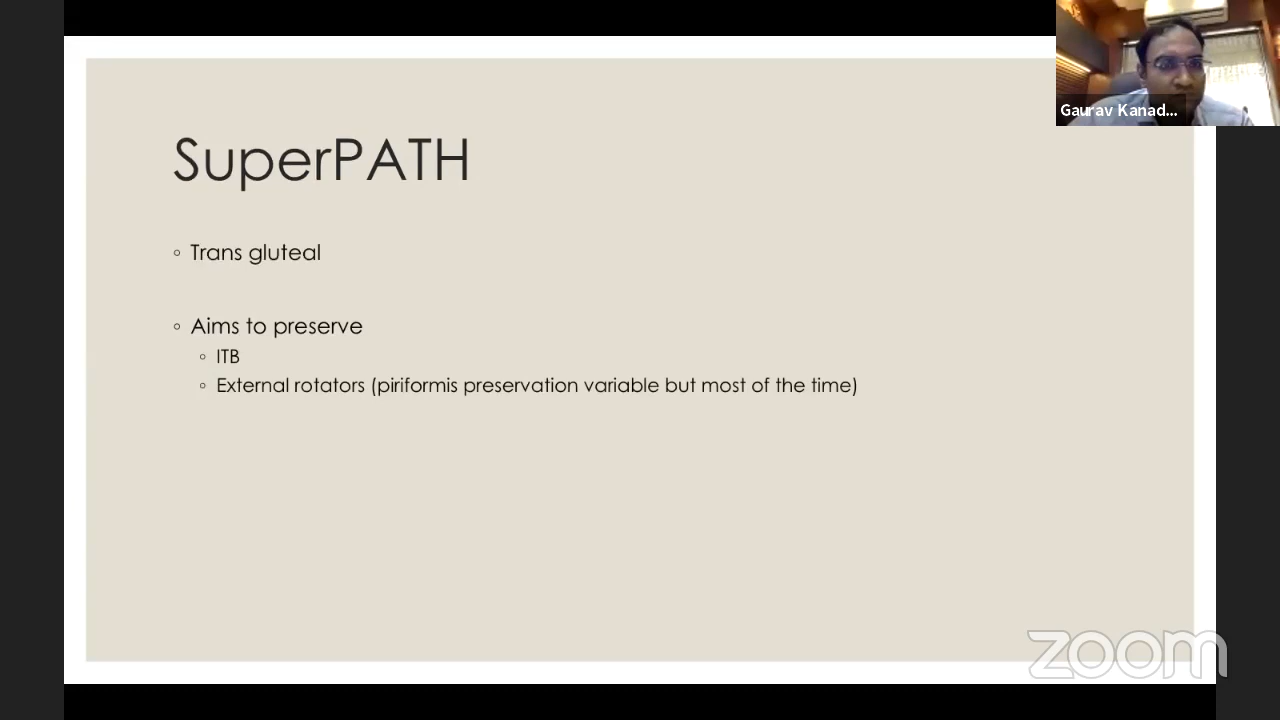 Gaurav Kanad...
SuperPATH
◦ Trans gluteal
◦ Aims to preserve
◦ ITB
◦ External rotators (piriformis preservation variable but most of the time)
zoom